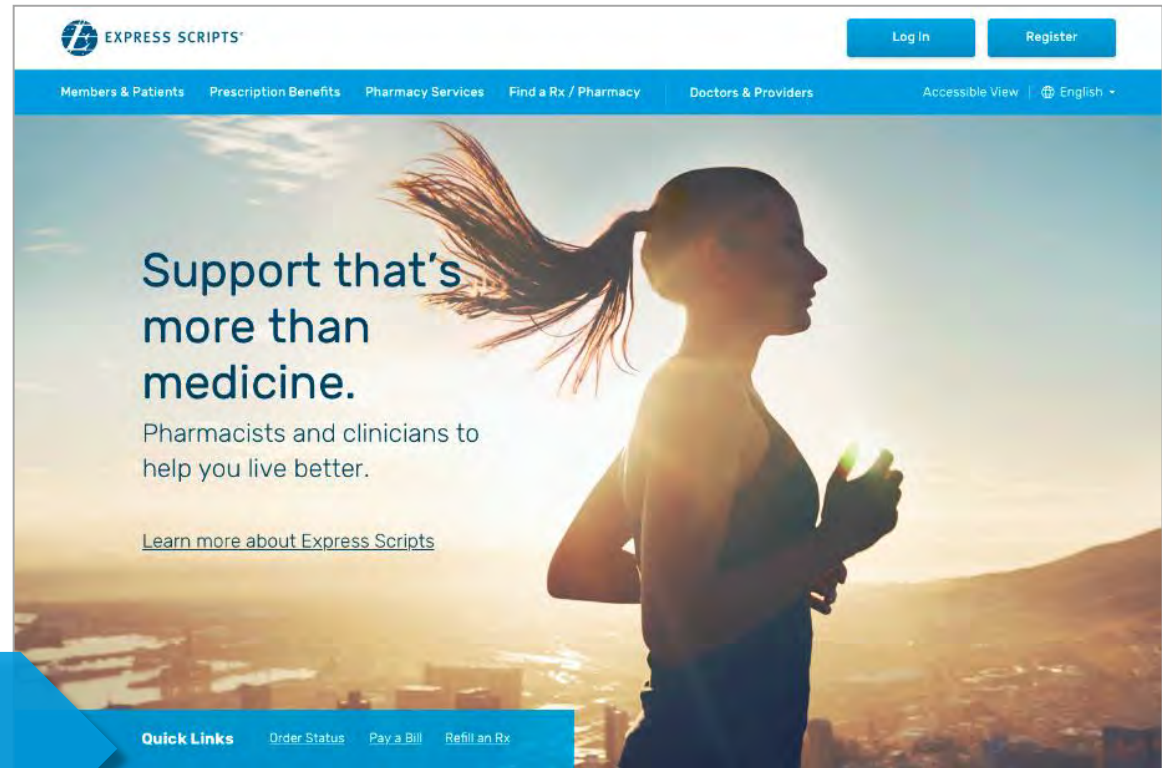 EXPRESS SCRIPTS®
Log In Register
Members & Patients Prescription Benefits Pharmacy Services Find a Rx / Pharmacy Doctors & Providers Accessible View English
Support that's
more than
medicine.
Pharmacists and clinicians to
help you live better.
Learn more about Express Scripts
Quick Links Order Status Pay a Bill Refill an Rx